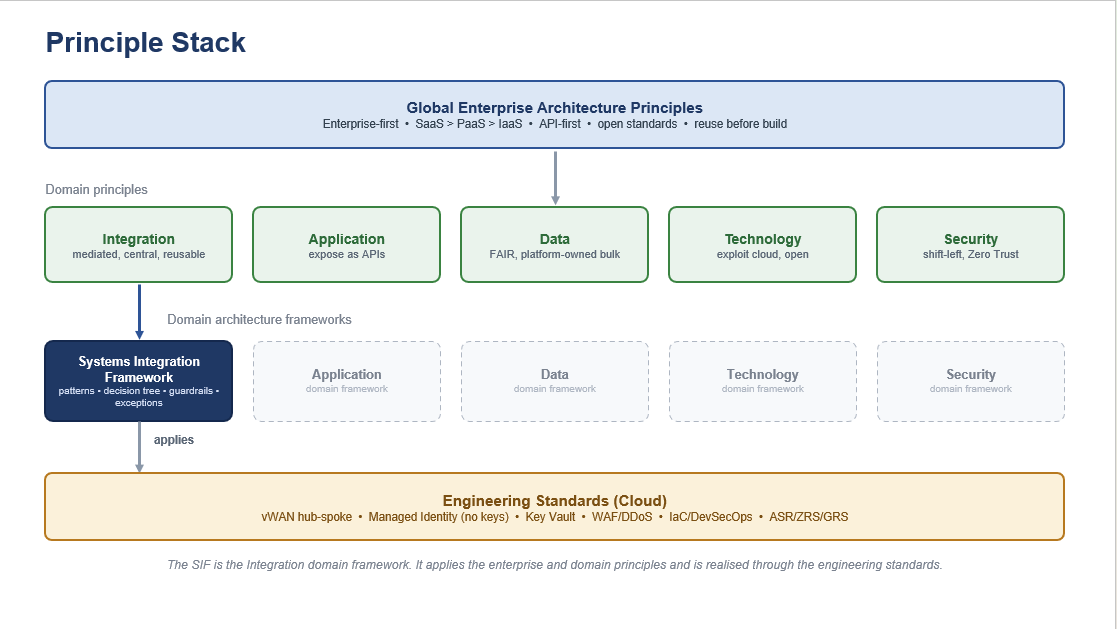 Principle Stack
Global Enterprise Architecture Principles
Enterprise-first • SaaS > PaaS > IaaS • API-first • open standards • reuse before build
Domain principles
Integration
mediated, central, reusable
Application
expose as APIs
Data
FAIR, platform-owned bulk
Technology
exploit cloud, open
Security
shift-left, Zero Trust
Domain architecture frameworks
Systems Integration
Framework
patterns • decision tree • guardrails •
exceptions
Application
domain framework
Data
domain framework
Technology
domain framework
Security
domain framework
applies
Engineering Standards (Cloud)
vWAN hub-spoke • Managed Identity (no keys) • Key Vault • WAF/DDoS • IaC/DevSecOps • ASR/ZRS/GRS
The SIF is the Integration domain framework. It applies the enterprise and domain principles and is realised through the engineering standards.